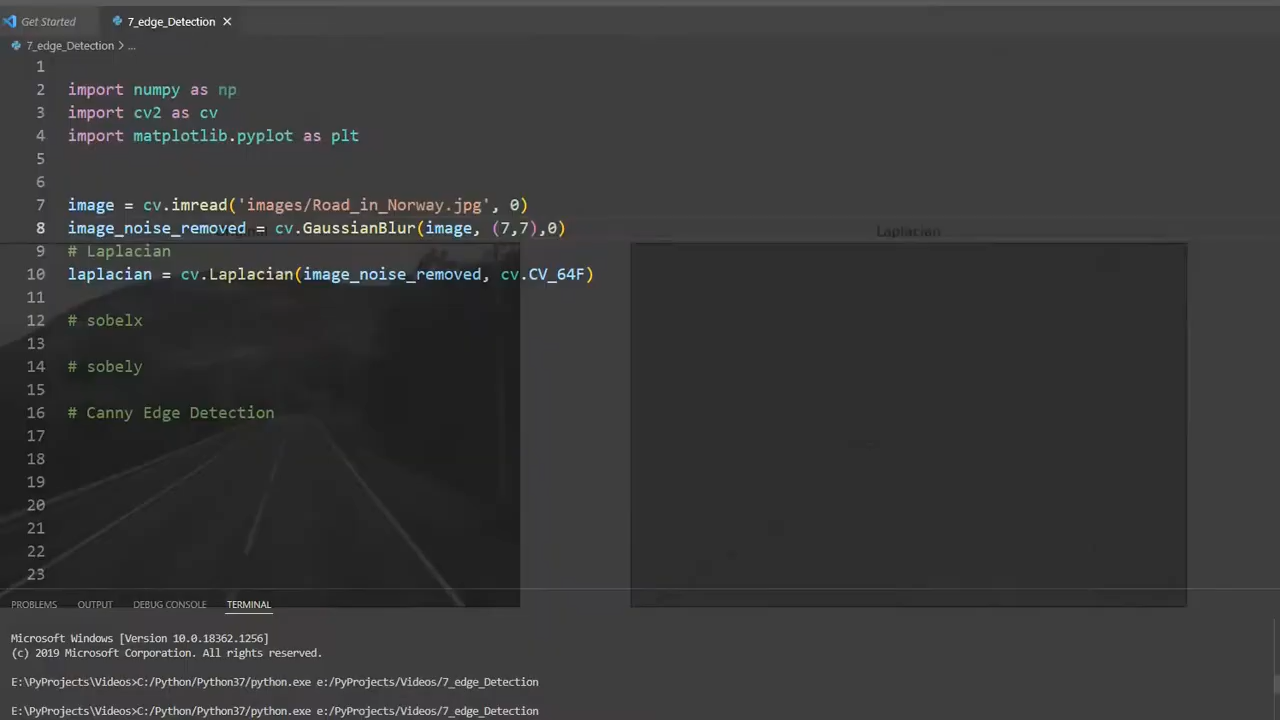 Get Started
7_edge_Detection
7_edge_Detection > ...
1
2 import numpy as np
3 import cv2 as cv
4 import matplotlib.pyplot as plt
5
6
7 image = cv.imread('images/Road_in_Norway.jpg', 0)
8 image_noise_removed = cv.GaussianBlur(image, (7,7),0)
Laplacian
9 # Laplacian
10 laplacian = cv.Laplacian(image_noise_removed, cv.CV_64F)
11
12 # sobelx
13
14 # sobely
15
16 # Canny Edge Detection
17
18
19
20
21
22
23
PROBLEMS OUTPUT DEBUG CONSOLE TERMINAL
Microsoft Windows [Version 10.0.18362.1256]
(c) 2019 Microsoft Corporation. All rights reserved.
E:\PyProjects\Videos>C:/Python/Python37/python.exe e:/PyProjects/Videos/7_edge_Detection
E:\PyProjects\Videos>C:/Python/Python37/python.exe e:/PyProjects/Videos/7_edge_Detection